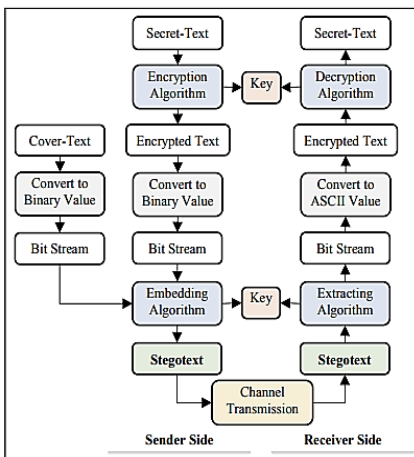 Secret-Text
Secret-Text
Encryption
Algorithm
Key
Decryption
Algorithm
Cover-Text
Encrypted Text
Encrypted Text
Convert to
Binary Value
Convert to
Binary Value
Convert to
ASCII Value
Bit Stream
Bit Stream
Bit Stream
Embedding
Algorithm
Key
Extracting
Algorithm
Stegotext
Stegotext
Channel
Transmission
Sender Side
Receiver Side